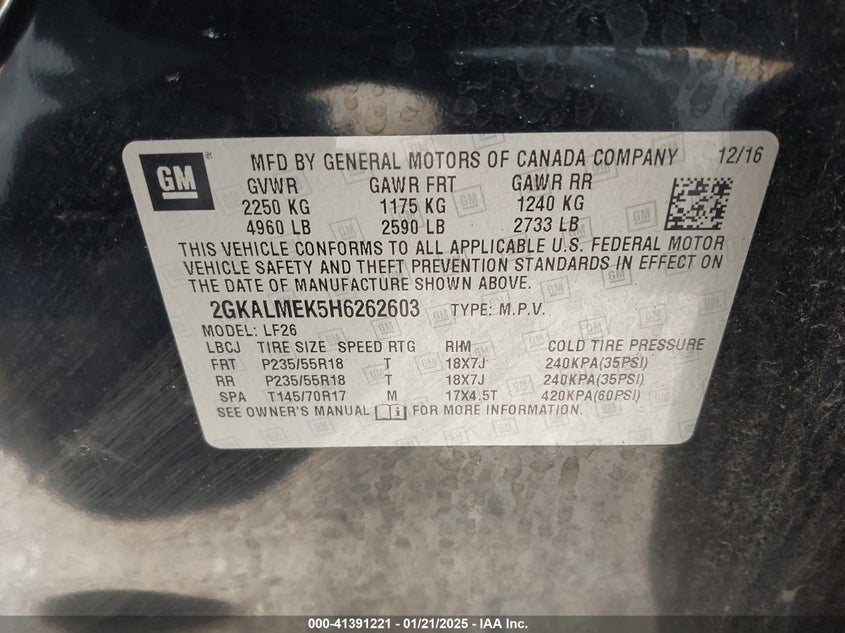 GM
MFD BY GENERAL MOTORS OF CANADA COMPANY 12/16
GVWR GAWR FRT GAWR RR
2250 KG 1175 KG 1240 KG
4960 LB 2590 LB 2733 LB
THIS VEHICLE CONFORMS TO ALL APPLICABLE U.S. FEDERAL MOTOR
VEHICLE SAFETY AND THEFT PREVENTION STANDARDS IN EFFECT ON
THE DATE OF MANUFACTURE SHOWN ABOVE.
2GKALMEK5H6262603 TYPE: M.P.V.
MODEL: LF26
LBCJ TIRE SIZE SPEED RTG RIM COLD TIRE PRESSURE
FRT P235/55R18 T 18X7J 240KPA(35PSI)
RR P235/55R18 T 18X7J 240KPA(35PSI)
SPA T145/70R17 M 17X4.5T 420KPA(60PSI)
SEE OWNER'S MANUAL i FOR MORE INFORMATION.
000-41391221 - 01/21/2025 - IAA Inc.